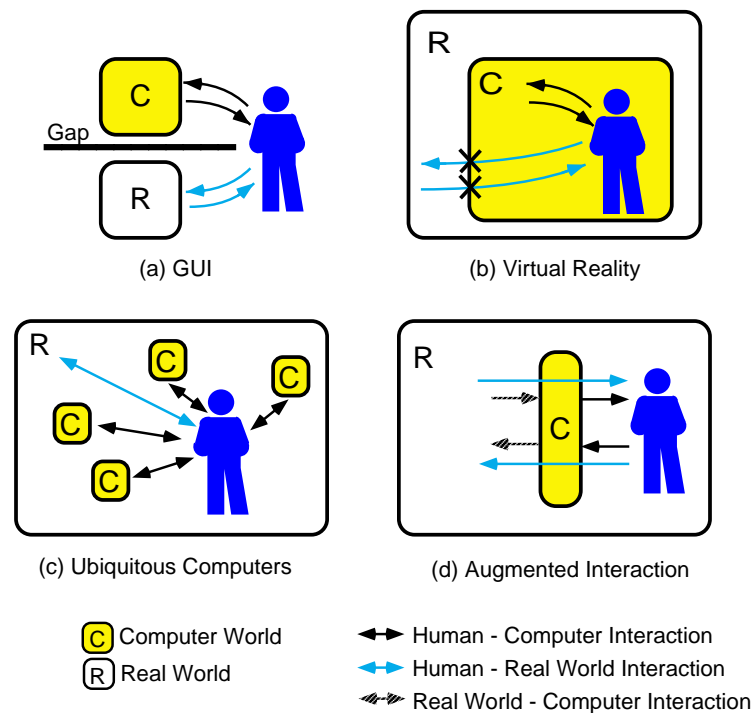 C
Gap
R
(a) GUI
R
C
(b) Virtual Reality
R
C
C
C
C
(c) Ubiquitous Computers
R
C
(d) Augmented Interaction
C Computer World
R Real World
Human - Computer Interaction
Human - Real World Interaction
Real World - Computer Interaction